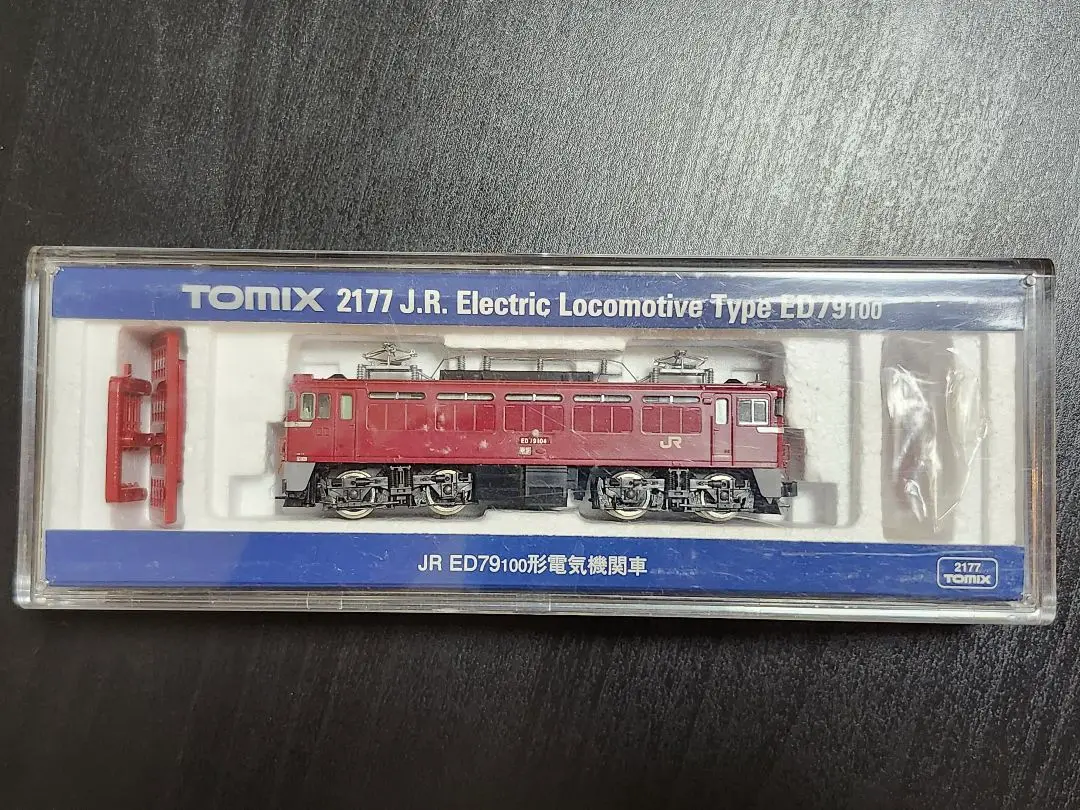 TOMIX 2177 J.R. Electric Locomotive Type ED79100
ED79104
JR
JR ED79100形電気機関車
2177
TOMIX